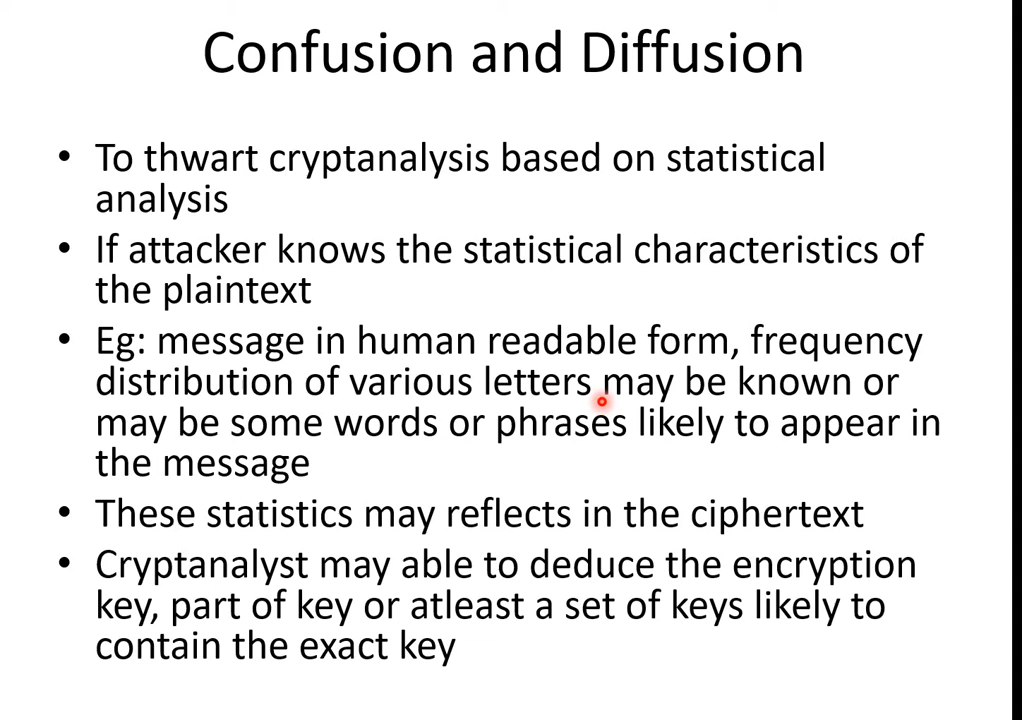 Confusion and Diffusion
• To thwart cryptanalysis based on statistical
analysis
• If attacker knows the statistical characteristics of
the plaintext
• Eg: message in human readable form, frequency
distribution of various letters may be known or
may be some words or phrases likely to appear in
the message
• These statistics may reflects in the ciphertext
• Cryptanalyst may able to deduce the encryption
key, part of key or atleast a set of keys likely to
contain the exact key